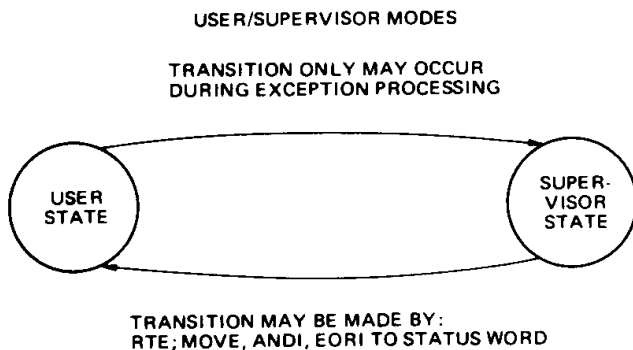 USER/SUPERVISOR MODES
TRANSITION ONLY MAY OCCUR
DURING EXCEPTION PROCESSING
USER
STATE
SUPER-
VISOR
STATE
TRANSITION MAY BE MADE BY:
RTE; MOVE, ANDI, EORI TO STATUS WORD